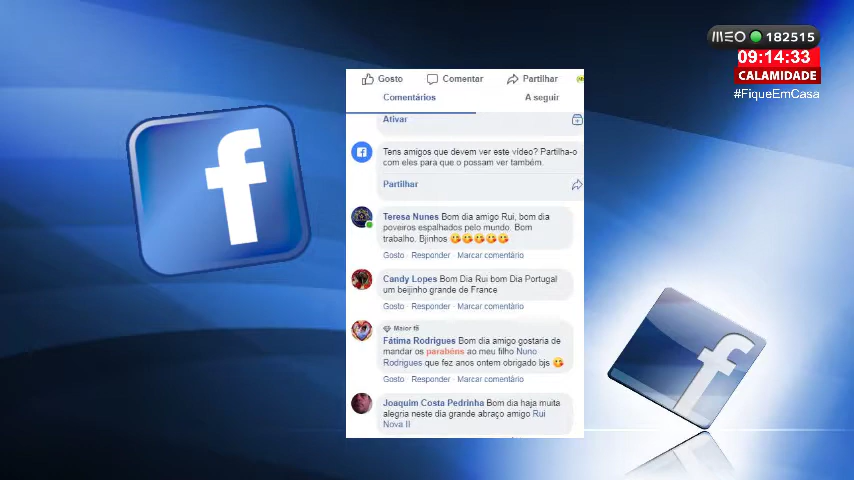 MEO 182515
09:14:33
CALAMIDADE
#FiqueEmCasa
Gosto Comentar Partilhar
Comentários A seguir
Ativar
Tens amigos que devem ver este vídeo? Partilha-o
com eles para que o possam ver também.
Partilhar
Teresa Nunes Bom dia amigo Rui, bom dia
poveiros espalhados pelo mundo. Bom
trabalho. Bjinhos 😋😋😋😋😋
Gosto · Responder · Marcar comentário
Candy Lopes Bom Dia Rui bom Dia Portugal
um beijinho grande de France
Gosto · Responder · Marcar comentário
Maior fã
Fátima Rodrigues Bom dia amigo gostaria de
mandar os parabéns ao meu filho Nuno
Rodrigues que fez anos ontem obrigado bjs 😋
Gosto · Responder · Marcar comentário
Joaquim Costa Pedrinha Bom dia haja muita
alegria neste dia grande abraço amigo Rui
Nova II
f
f